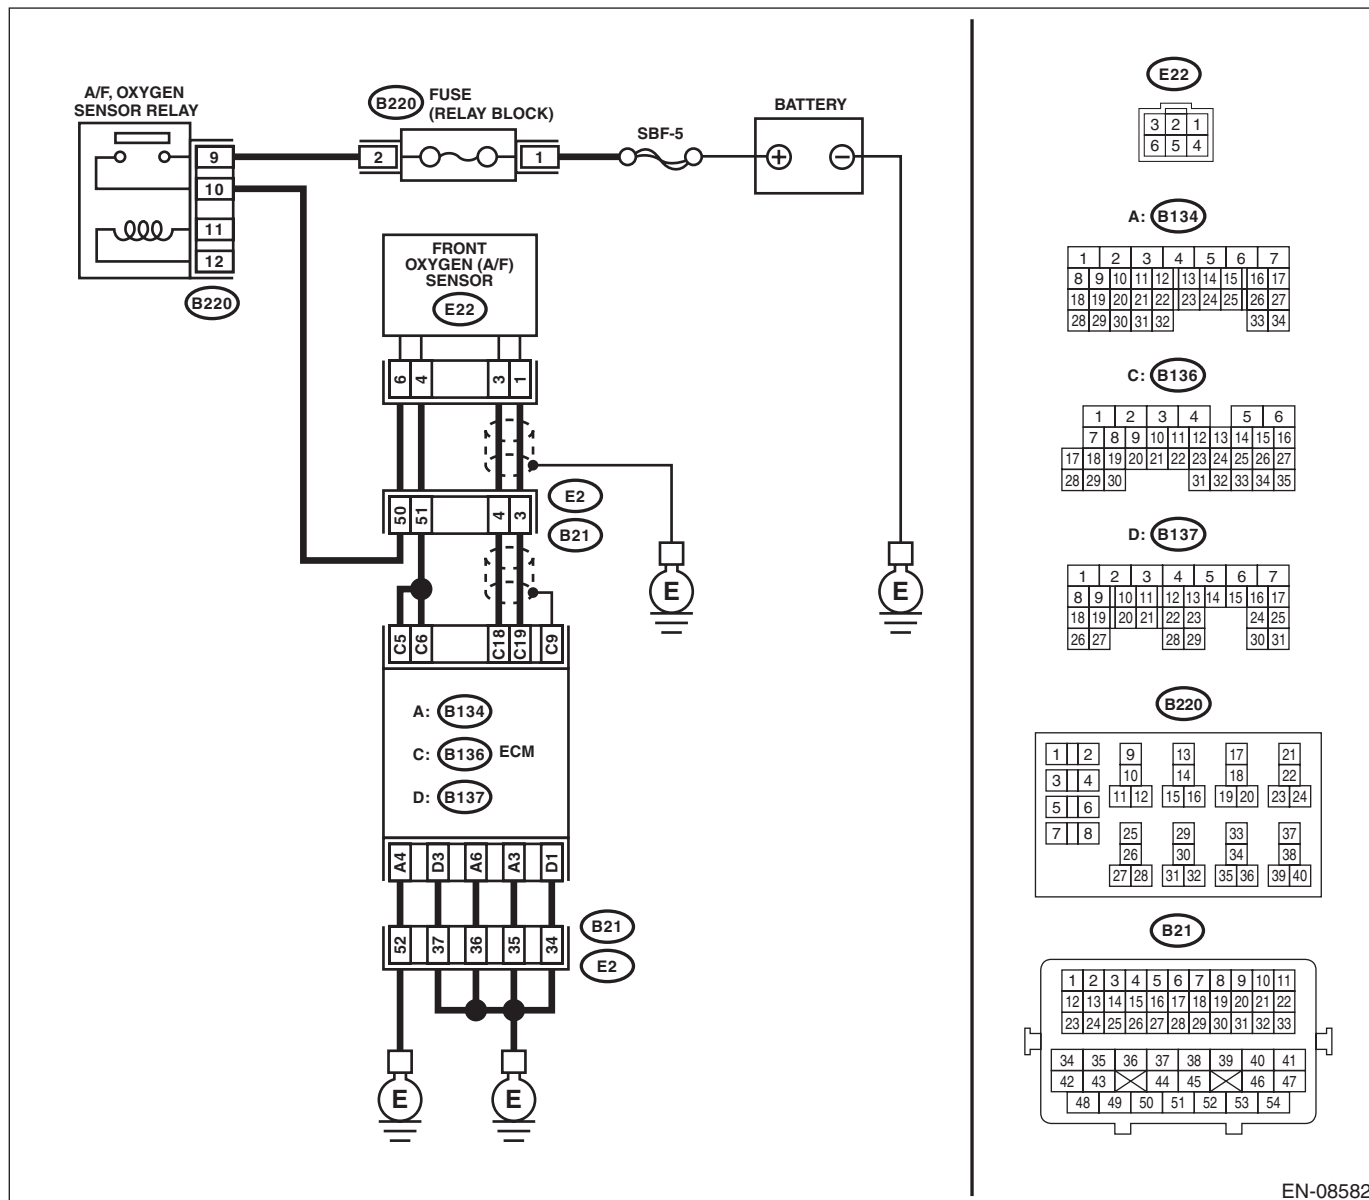 A/F, OXYGEN
SENSOR RELAY
9
10
11
12
B220
B220
FUSE
(RELAY BLOCK)
2
1
SBF-5
BATTERY
+
−
FRONT
OXYGEN (A/F)
SENSOR
E22
6 4 3 1
50 51 4 3
E2
B21
E
E
C5 C6 C18 C19 C9
A: B134
C: B136 ECM
D: B137
A4 D3 A6 A3 D1
52 37 36 35 34
B21
E2
E
E
E22
3 2 1
6 5 4
A: B134
1 2 3 4 5 6 7
8 9 10 11 12 13 14 15 16 17
18 19 20 21 22 23 24 25 26 27
28 29 30 31 32 33 34
C: B136
1 2 3 4 5 6
7 8 9 10 11 12 13 14 15 16
17 18 19 20 21 22 23 24 25 26 27
28 29 30 31 32 33 34 35
D: B137
1 2 3 4 5 6 7
8 9 10 11 12 13 14 15 16 17
18 19 20 21 22 23 24 25
26 27 28 29 30 31
B220
1 2 9 13 17 21
3 4 10 14 18 22
5 6 11 12 15 16 19 20 23 24
7 8 25 29 33 37
26 30 34 38
27 28 31 32 35 36 39 40
B21
1 2 3 4 5 6 7 8 9 10 11
12 13 14 15 16 17 18 19 20 21 22
23 24 25 26 27 28 29 30 31 32 33
34 35 36 37 38 39 40 41
42 43 44 45 46 47
48 49 50 51 52 53 54
EN-08582